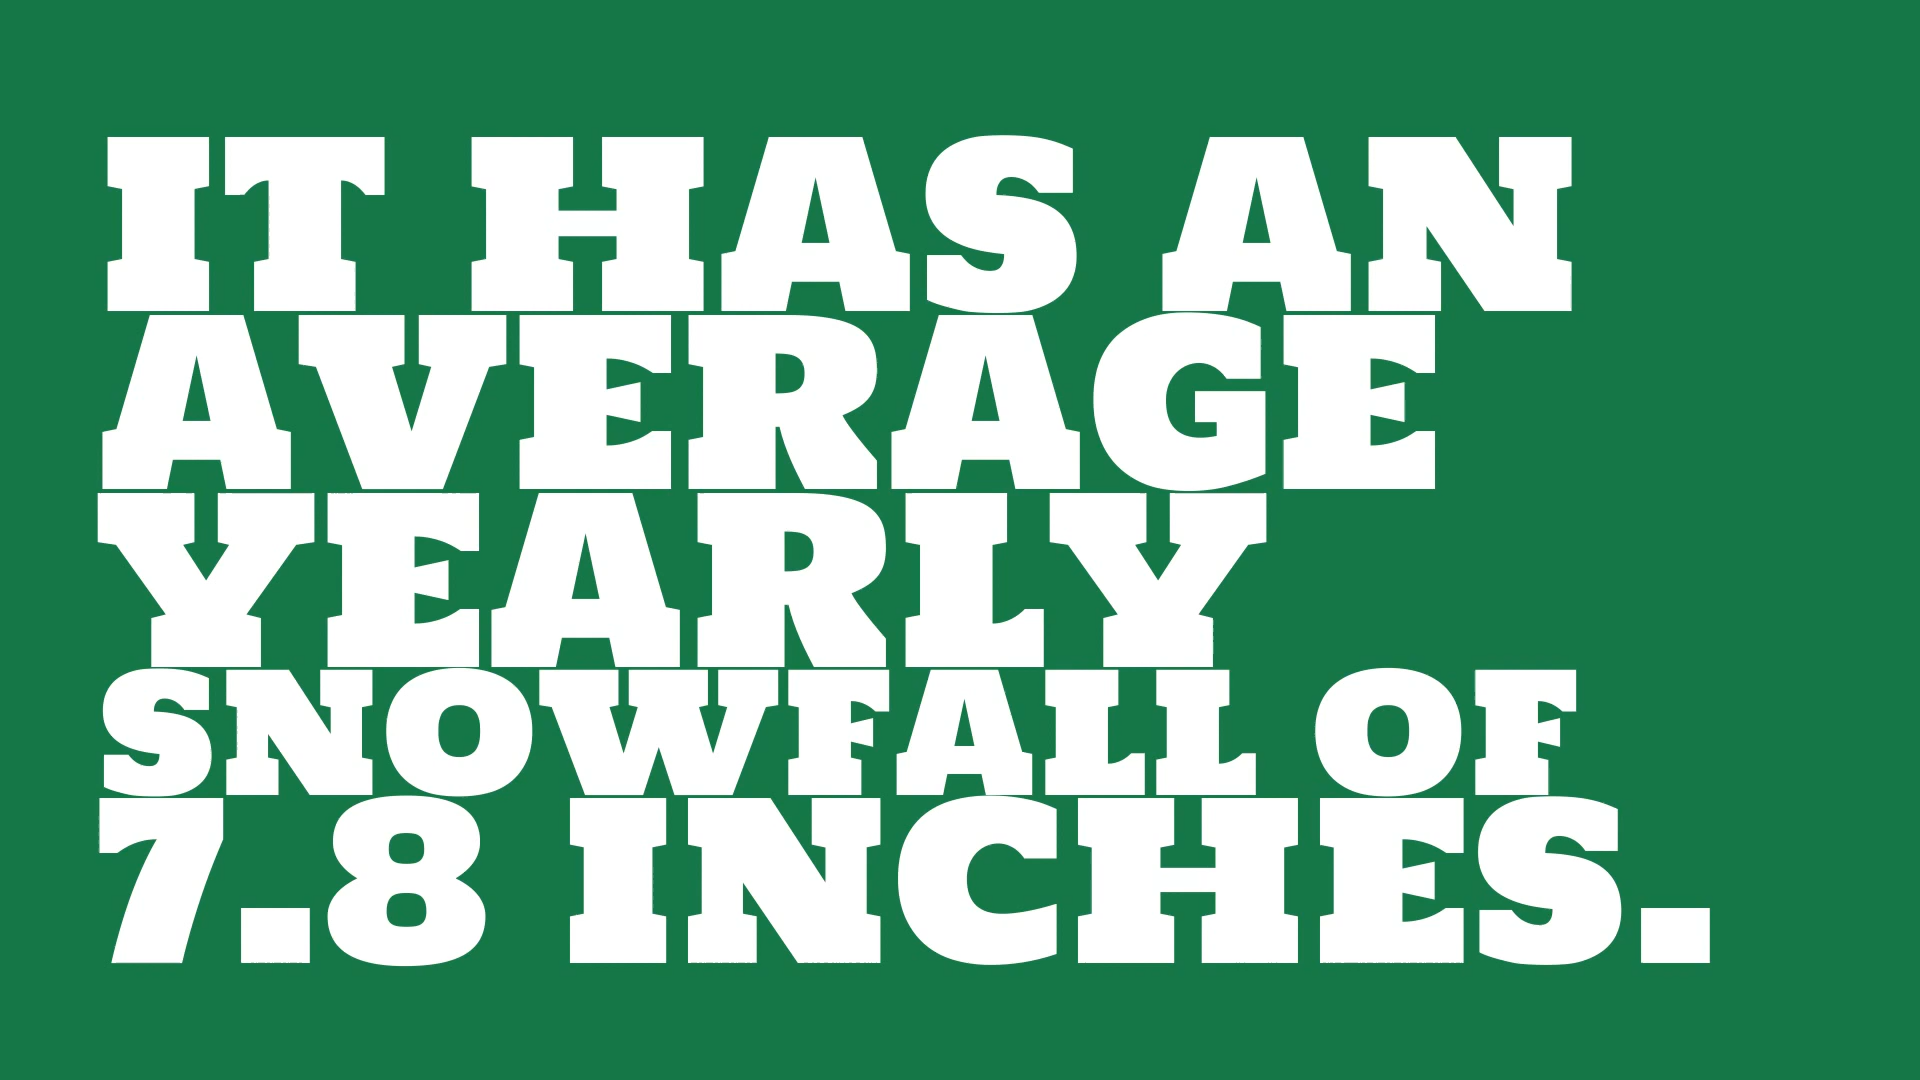 IT HAS AN
AVERAGE
YEARLY
SNOWFALL OF
7.8 INCHES.